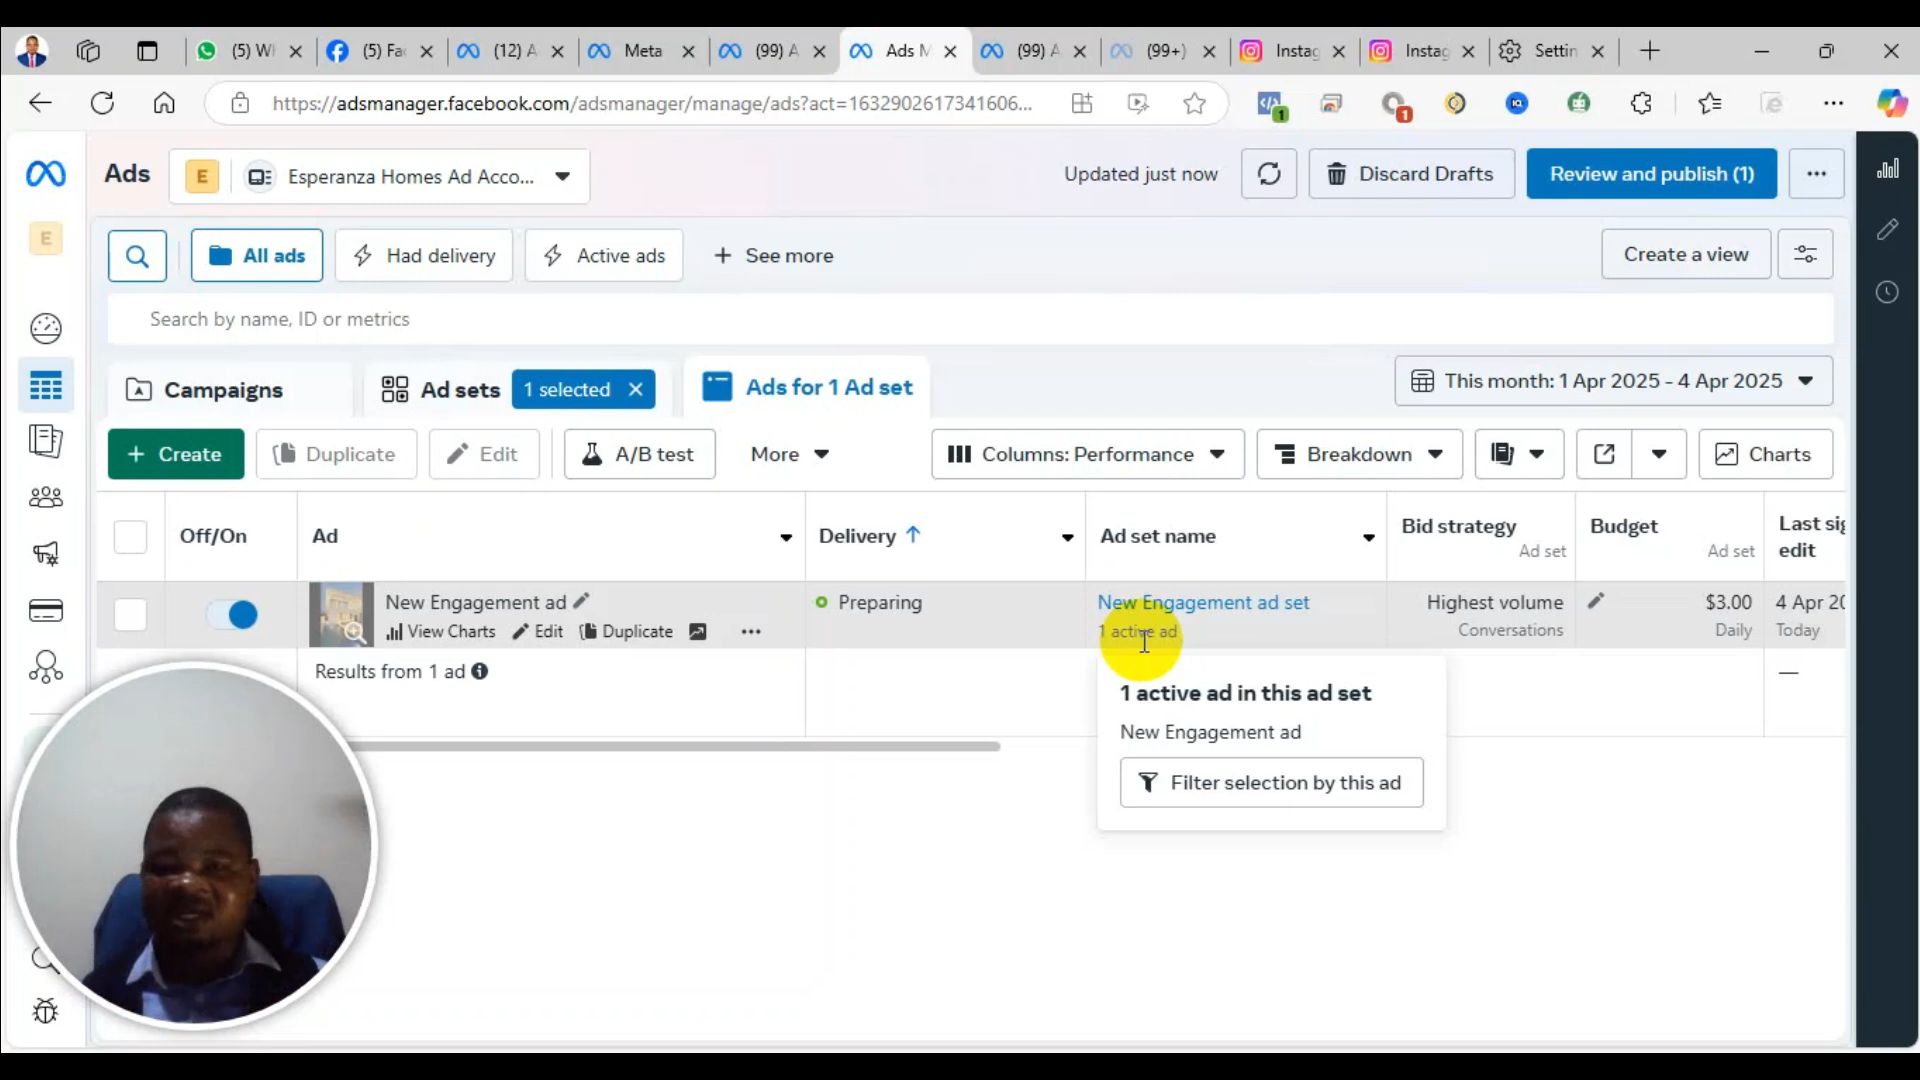 (5) W
(5) Fa
(12) A
Meta
(99) A
Ads M
(99) A
(99+)
Instag
Instag
Settin
https://adsmanager.facebook.com/adsmanager/manage/ads?act=1632902617341606...
1
1
Ads
E
Esperanza Homes Ad Acco...
Updated just now
Discard Drafts
Review and publish (1)
E
All ads
Had delivery
Active ads
See more
Create a view
Search by name, ID or metrics
Campaigns
Ad sets
1 selected
Ads for 1 Ad set
This month: 1 Apr 2025 - 4 Apr 2025
Create
Duplicate
Edit
A/B test
More
Columns: Performance
Breakdown
Charts
Off/On
Ad
Delivery
Ad set name
Bid strategy
Ad set
Budget
Ad set
Last sig
edit
New Engagement ad
Preparing
New Engagement ad set
Highest volume
$3.00
4 Apr 20
View Charts
Edit
Duplicate
1 active ad
Conversations
Daily
Today
Results from 1 ad
—
1 active ad in this ad set
New Engagement ad
Filter selection by this ad